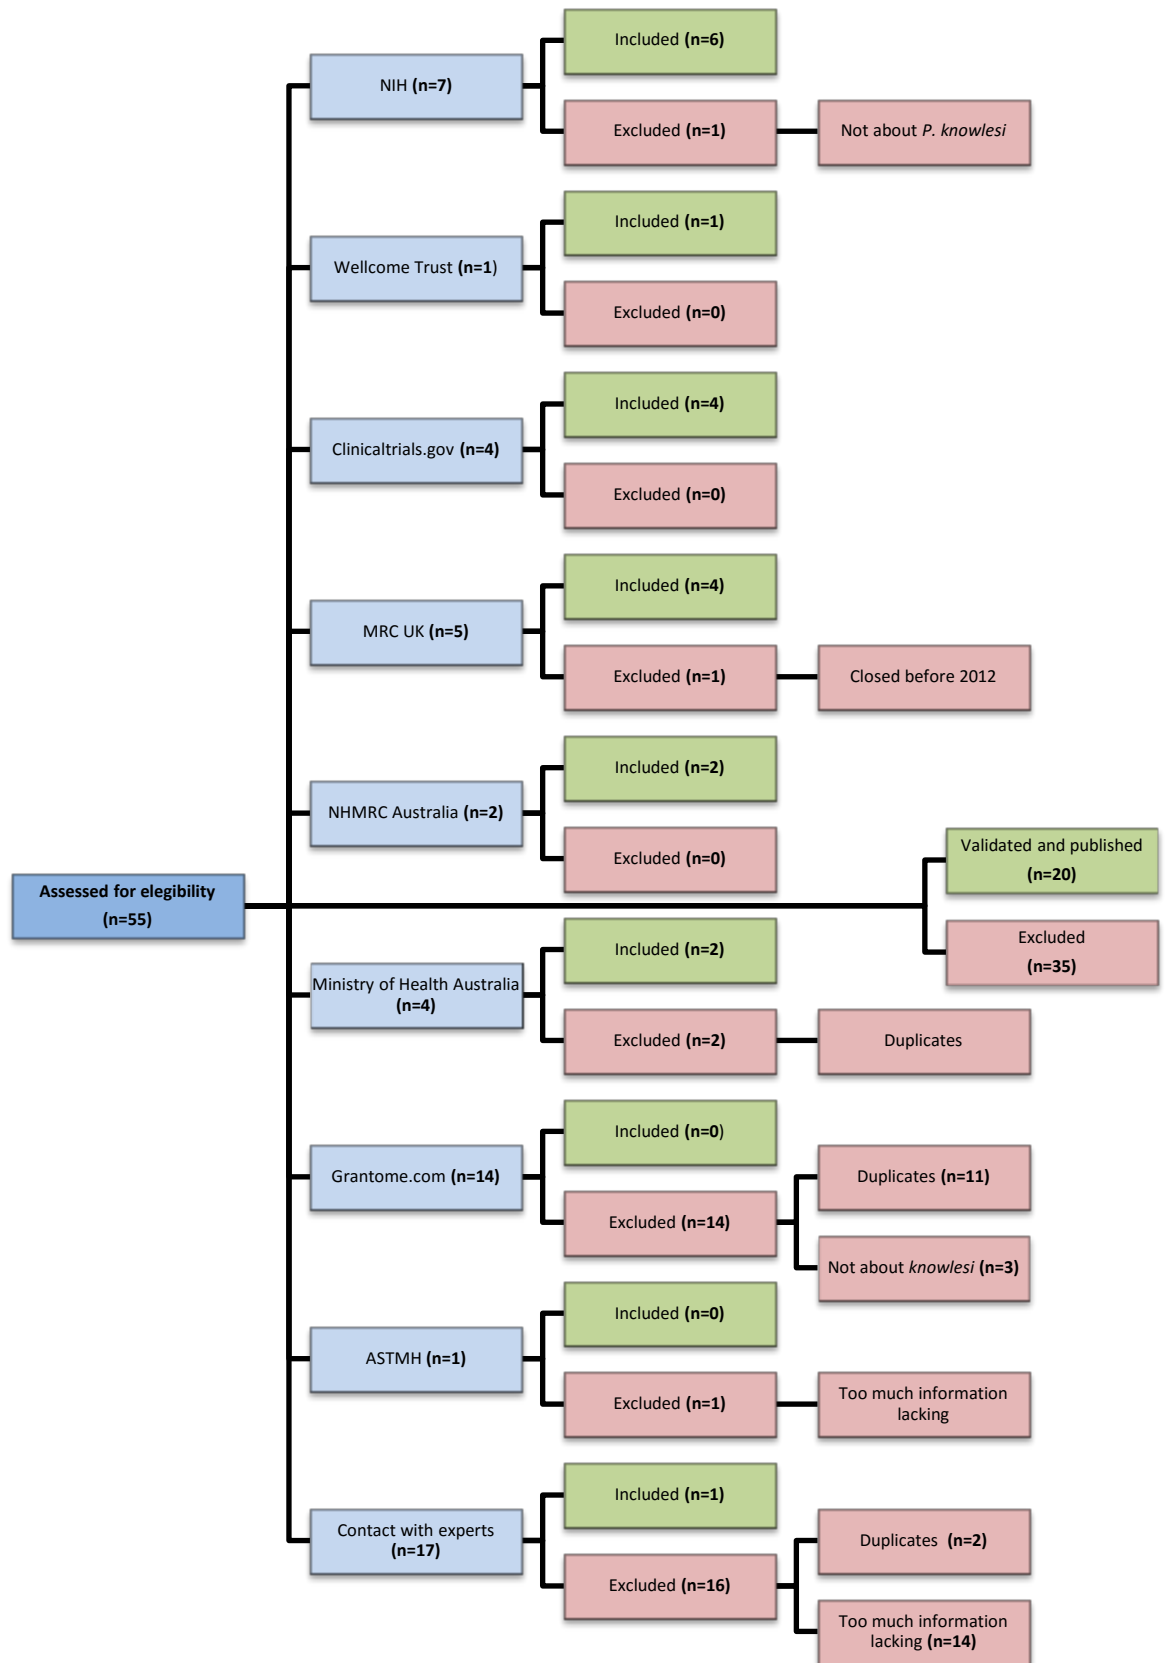 Included (n=6)
NIH (n=7)
Excluded (n=1)
Not about P. knowlesi
Included (n=1)
Wellcome Trust (n=1)
Excluded (n=0)
Included (n=4)
Clinicaltrials.gov (n=4)
Excluded (n=0)
Included (n=4)
MRC UK (n=5)
Excluded (n=1)
Closed before 2012
Included (n=2)
NHMRC Australia (n=2)
Excluded (n=0)
Validated and published
(n=20)
Assessed for elegibility
(n=55)
Excluded
(n=35)
Included (n=2)
Ministry of Health Australia
(n=4)
Excluded (n=2)
Duplicates
Included (n=0)
Grantome.com (n=14)
Duplicates (n=11)
Excluded (n=14)
Not about knowlesi (n=3)
Included (n=0)
ASTMH (n=1)
Excluded (n=1)
Too much information
lacking
Included (n=1)
Contact with experts
(n=17)
Duplicates (n=2)
Excluded (n=16)
Too much information
lacking (n=14)